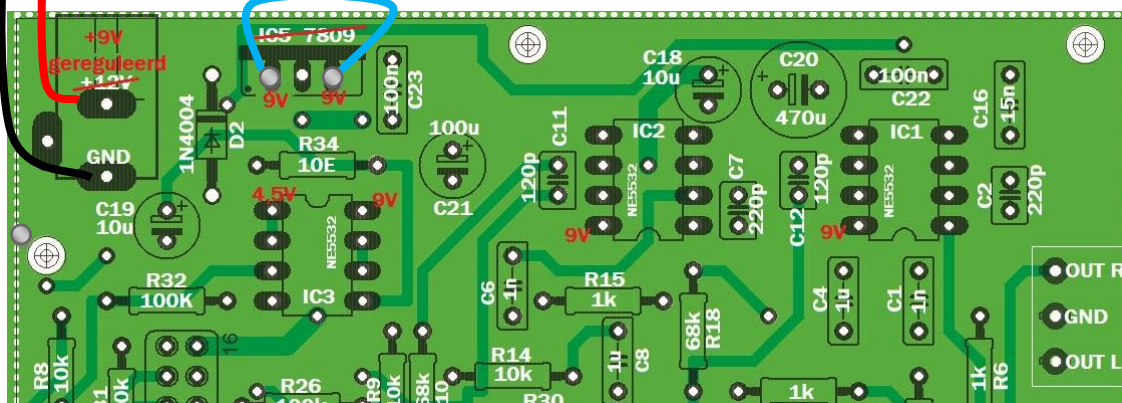 +9V
gereguleerd
+12V
GND
IC5 7809
9V
9V
100n
C23
1N4004
D2
R34
10E
100u
C21
C11
120p
C18
10u
IC2
NE5532
9V
C7
220p
C20
470u
C12
120p
100n
C22
IC1
NE5532
9V
C16
15n
C2
220p
C19
10u
4,5V
9V
NE5532
IC3
R32
100K
16
R8
10k
R26
R9
10k
68k
10
C6
1n
R15
1k
R14
10k
R30
1u
C8
68k
R18
C4
1u
C1
1n
1k
1k
R6
OUT R
GND
OUT L